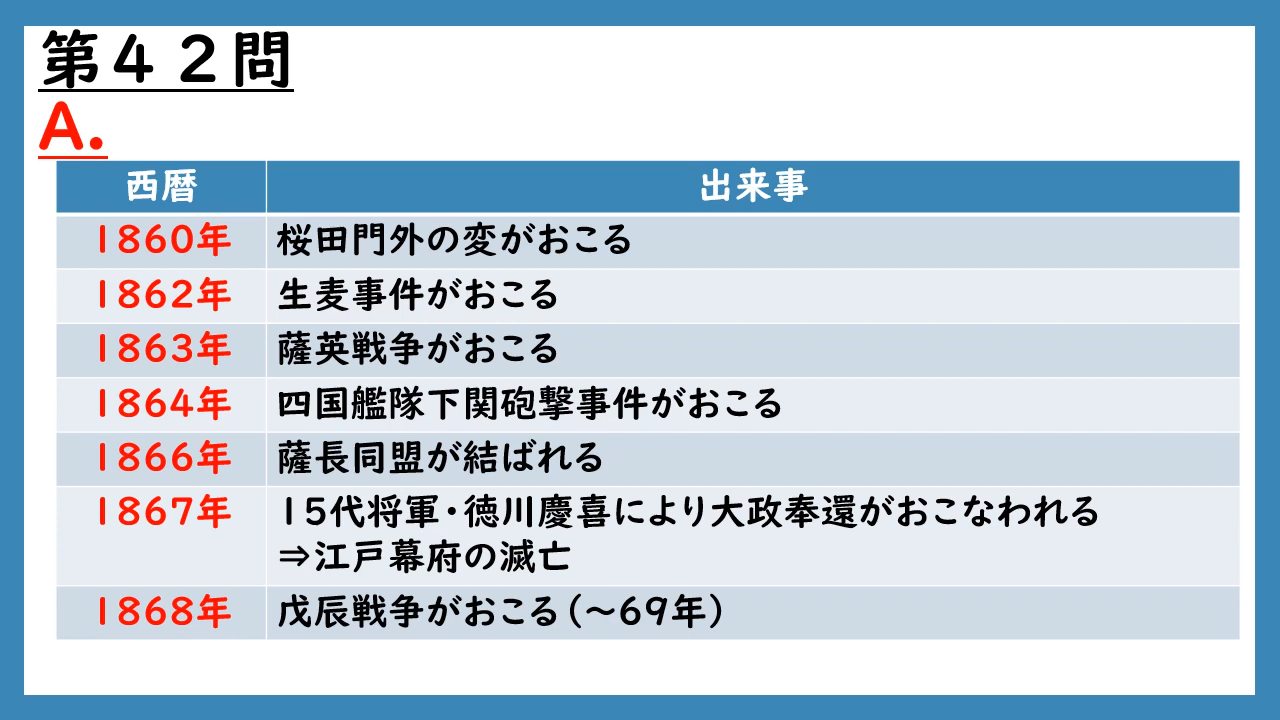 第４２問
A.
西暦 出来事
1860年 桜田門外の変がおこる
1862年 生麦事件がおこる
1863年 薩英戦争がおこる
1864年 四国艦隊下関砲撃事件がおこる
1866年 薩長同盟が結ばれる
1867年 15代将軍・徳川慶喜により大政奉還がおこなわれる
⇒江戸幕府の滅亡
1868年 戊辰戦争がおこる（～69年）